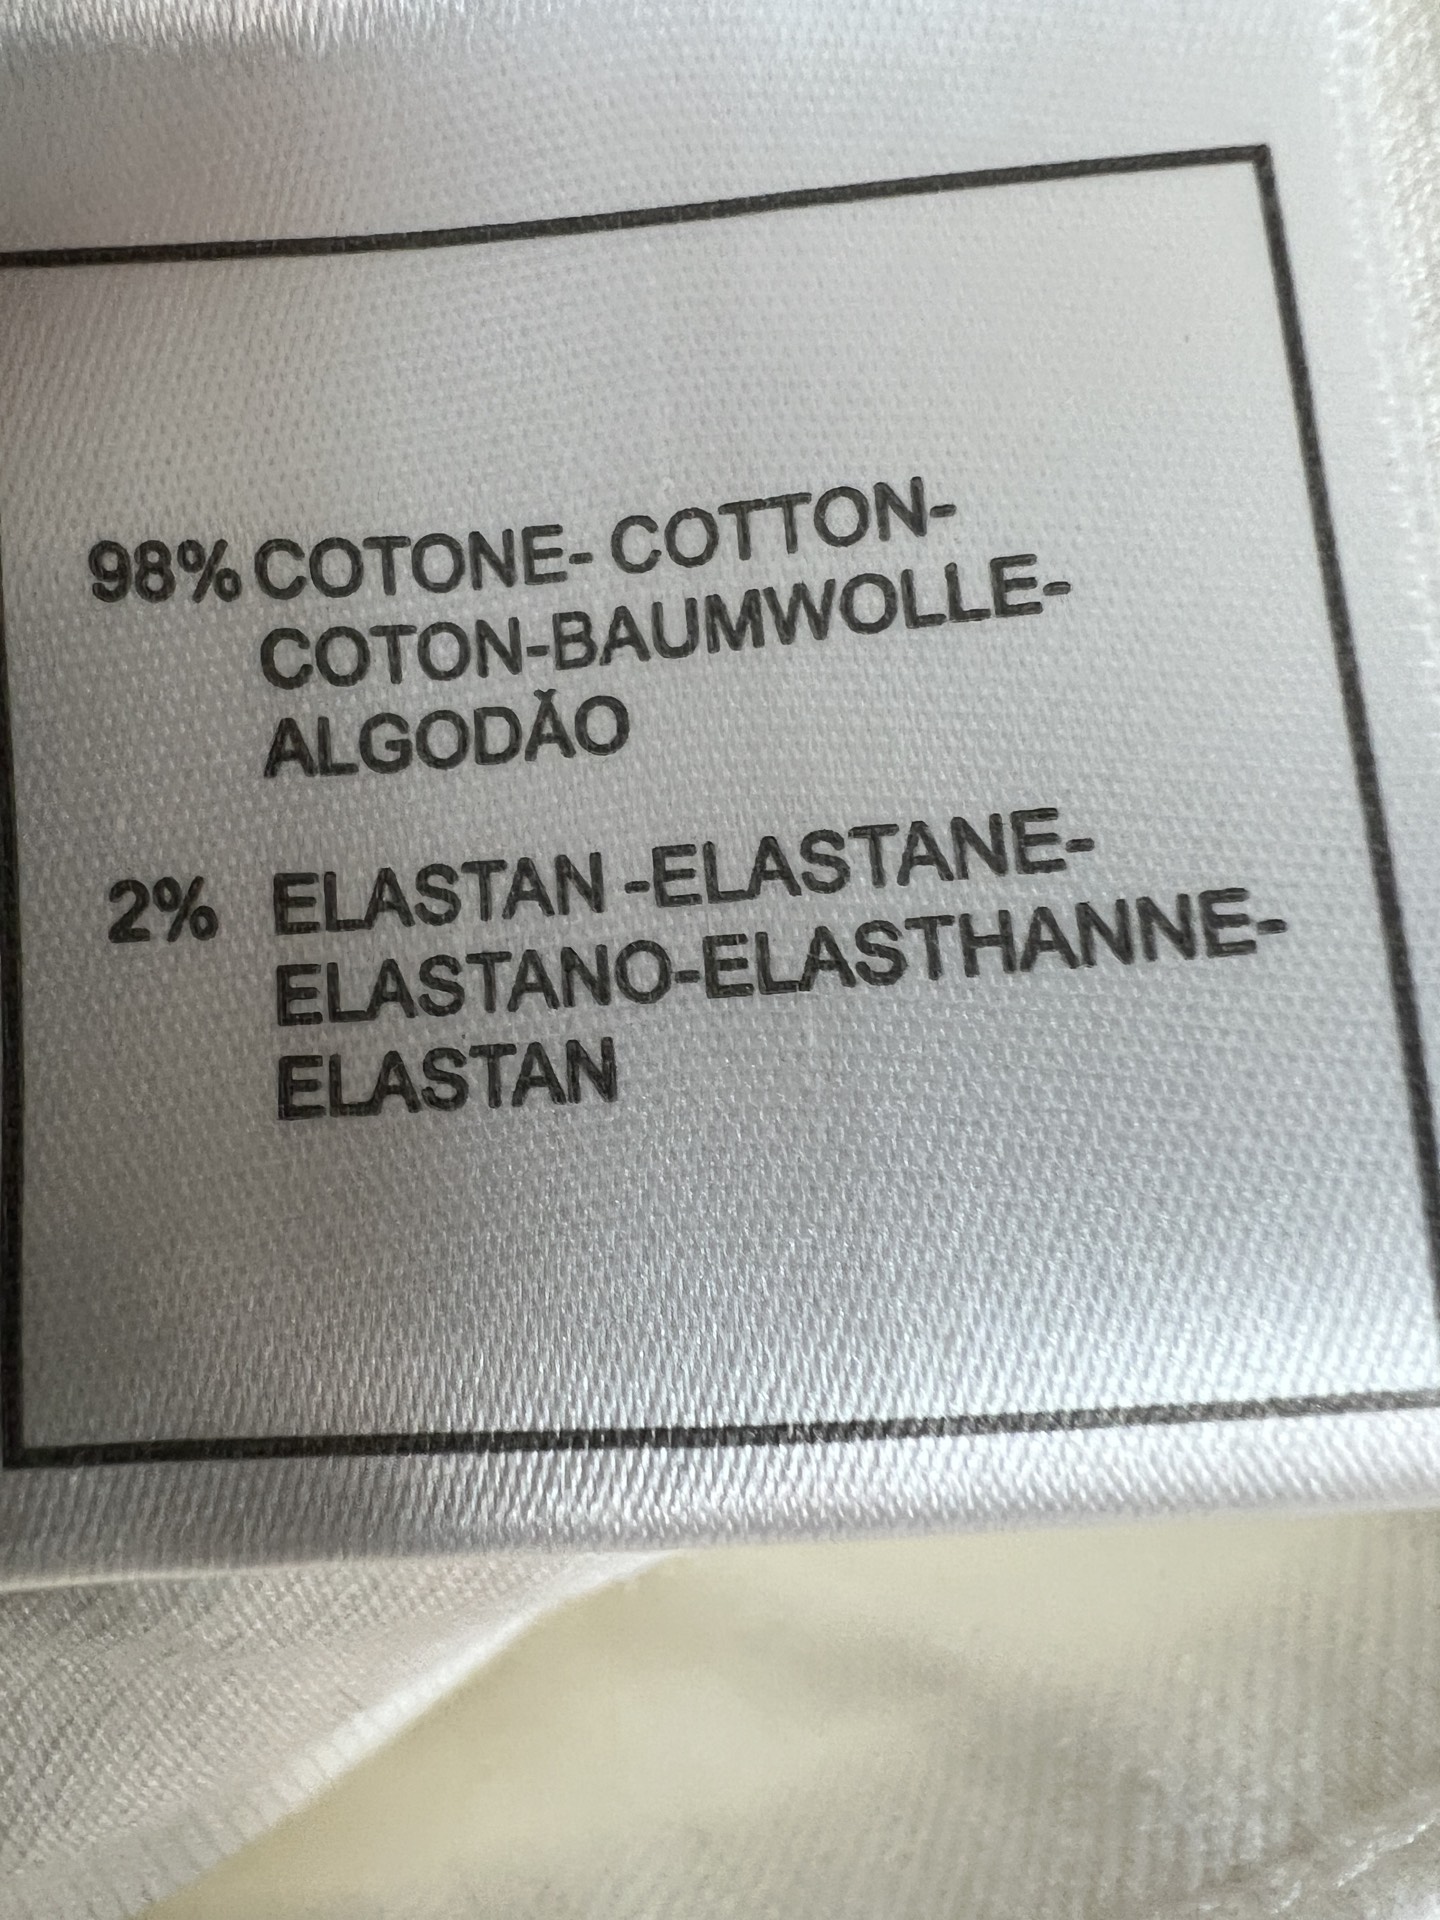 98% COTONE- COTTON-
COTON-BAUMWOLLE-
ALGODÃO
2% ELASTAN -ELASTANE-
ELASTANO-ELASTHANNE-
ELASTAN